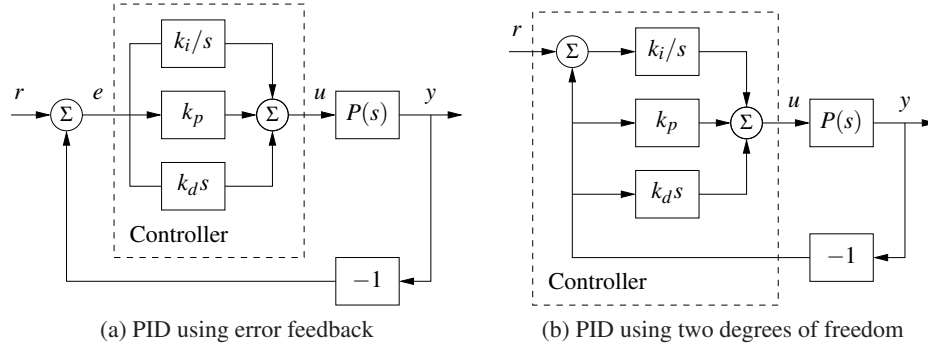 k_i/s
r
Σ
e
k_p
Σ
u
P(s)
y
k_d s
Controller
−1
(a) PID using error feedback
r
Σ
k_i/s
k_p
Σ
u
P(s)
y
k_d s
−1
Controller
(b) PID using two degrees of freedom